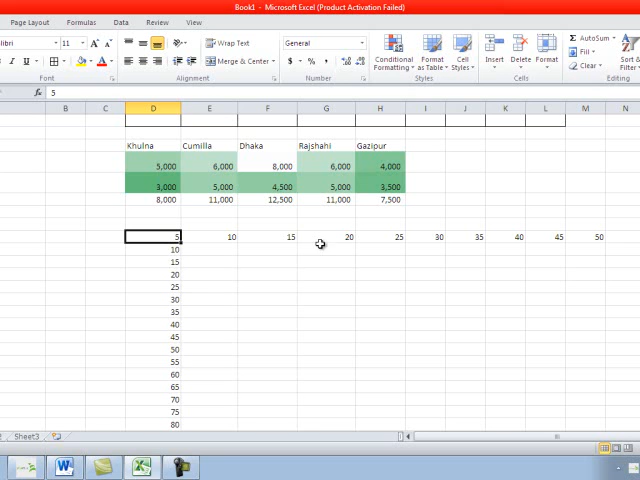 Book1 - Microsoft Excel (Product Activation Failed)
Page Layout Formulas Data Review View
libri 11 A A Wrap Text General AutoSum
I U A Merge & Center $ % , .0 .00 Conditional Formatting Format as Table Cell Styles Insert Delete Format Fill Clear
Font Alignment Number Styles Cells Editing
fx 5
B C D E F G H I J K L M N
Khulna Cumilla Dhaka Rajshahi Gazipur
5,000 6,000 8,000 6,000 4,000
3,000 5,000 4,500 5,000 3,500
8,000 11,000 12,500 11,000 7,500
5 10 15 20 25 30 35 40 45 50
10
15
20
25
30
35
40
45
50
55
60
65
70
75
80
Sheet3